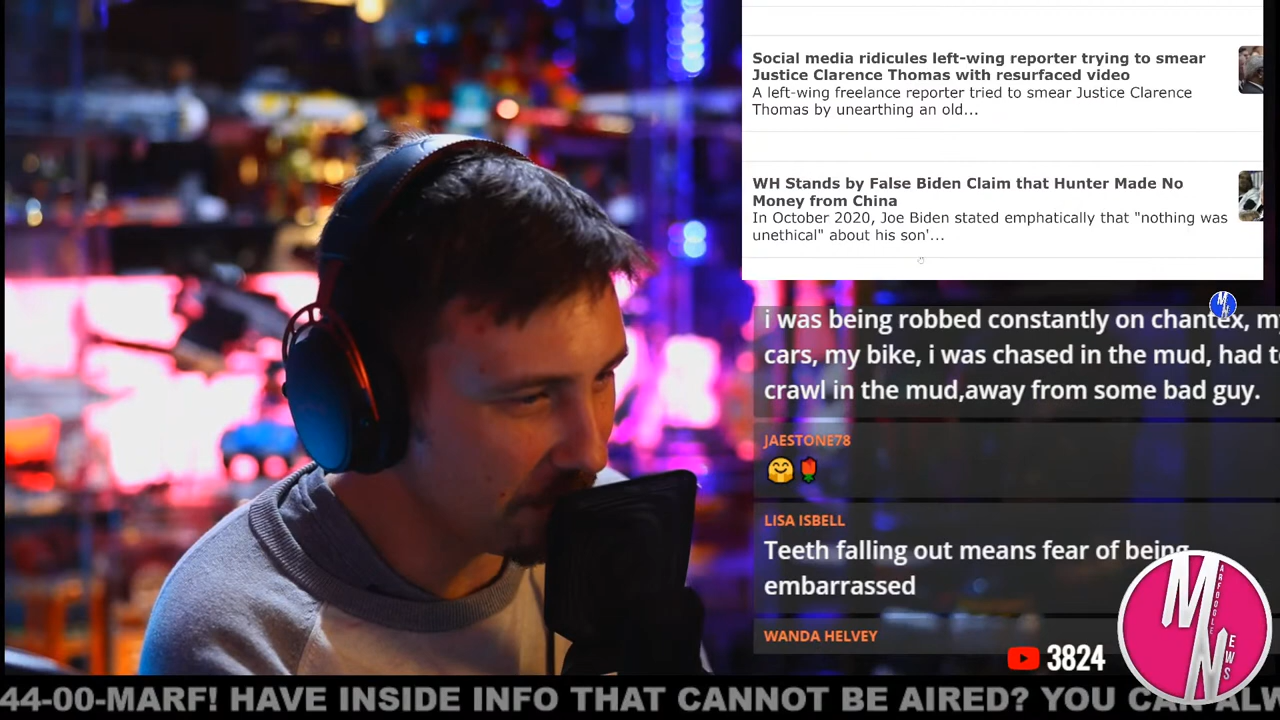 Social media ridicules left-wing reporter trying to smear
Justice Clarence Thomas with resurfaced video
A left-wing freelance reporter tried to smear Justice Clarence
Thomas by unearthing an old...
WH Stands by False Biden Claim that Hunter Made No
Money from China
In October 2020, Joe Biden stated emphatically that "nothing was
unethical" about his son'...
i was being robbed constantly on chantex, m
cars, my bike, i was chased in the mud, had t
crawl in the mud,away from some bad guy.
JAESTONE78
LISA ISBELL
Teeth falling out means fear of being
embarrassed
WANDA HELVEY
3824
MARFOOGLE
NEWS
44-00-MARF! HAVE INSIDE INFO THAT CANNOT BE AIRED? YOU CAN ALW